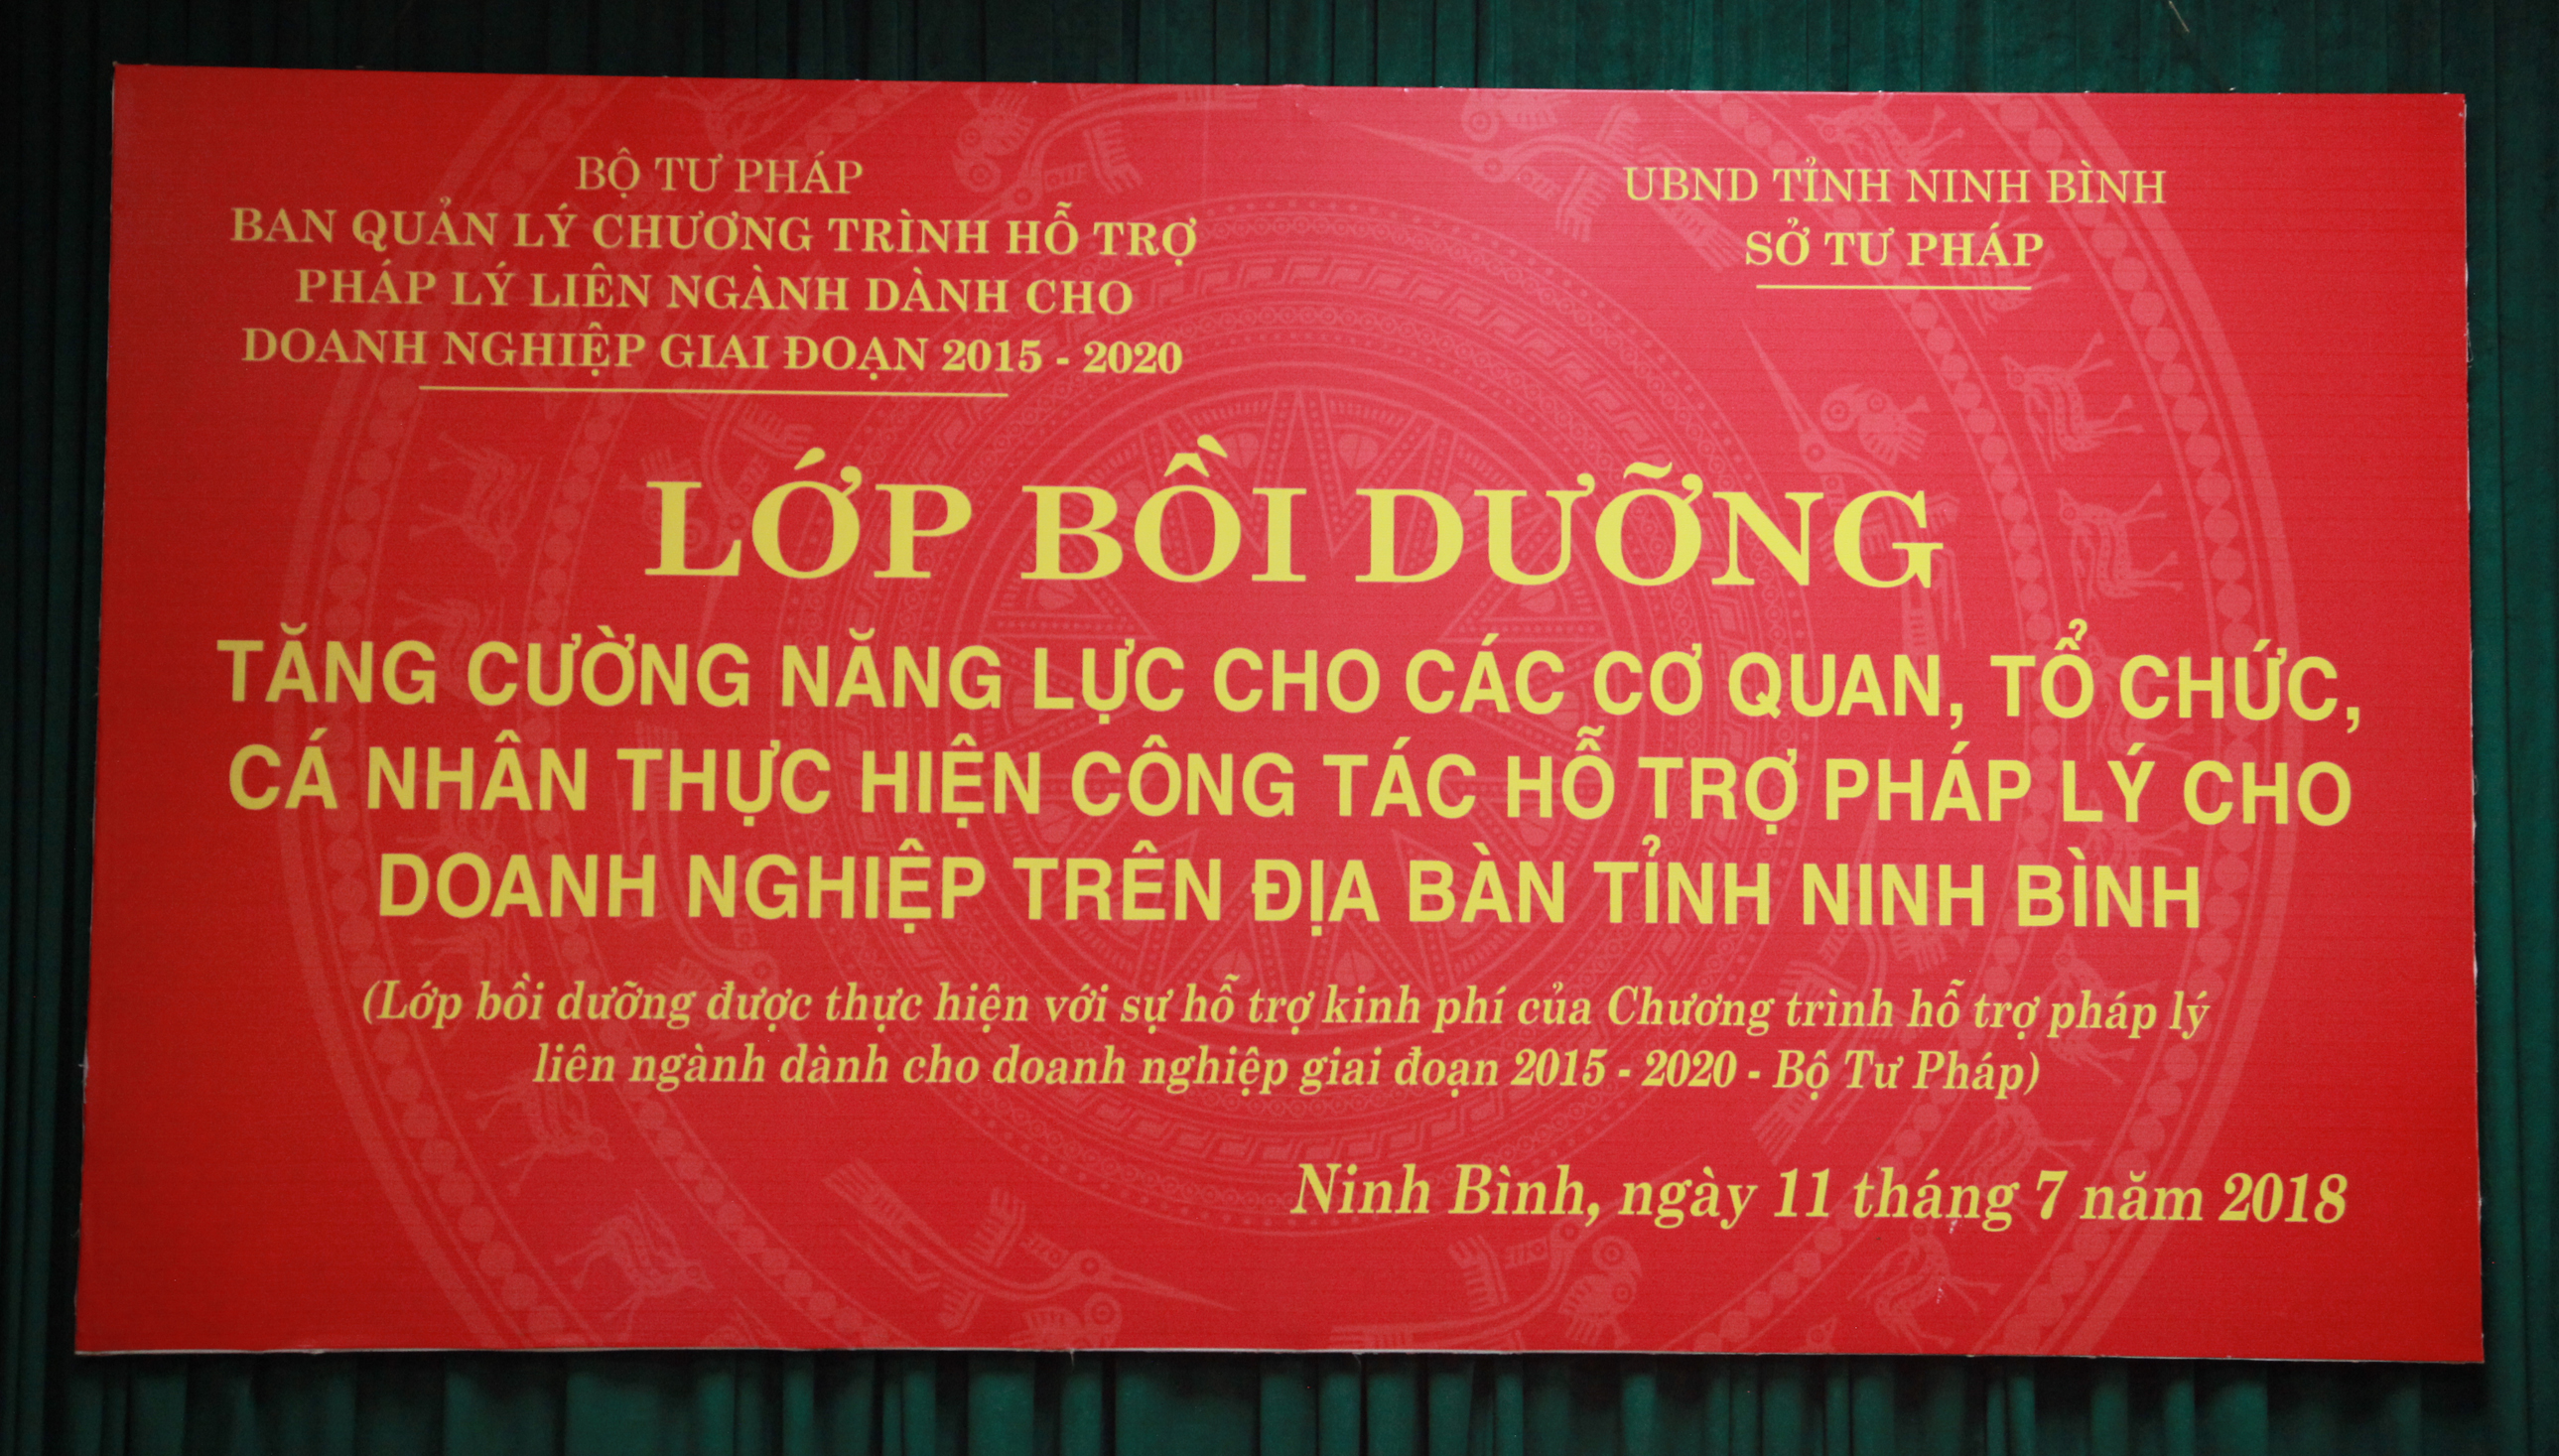 BỘ TƯ PHÁP
BAN QUẢN LÝ CHƯƠNG TRÌNH HỖ TRỢ
PHÁP LÝ LIÊN NGÀNH DÀNH CHO
DOANH NGHIỆP GIAI ĐOẠN 2015 - 2020
UBND TỈNH NINH BÌNH
SỞ TƯ PHÁP
LỚP BỒI DƯỠNG
TĂNG CƯỜNG NĂNG LỰC CHO CÁC CƠ QUAN, TỔ CHỨC,
CÁ NHÂN THỰC HIỆN CÔNG TÁC HỖ TRỢ PHÁP LÝ CHO
DOANH NGHIỆP TRÊN ĐỊA BÀN TỈNH NINH BÌNH
(Lớp bồi dưỡng được thực hiện với sự hỗ trợ kinh phí của Chương trình hỗ trợ pháp lý
liên ngành dành cho doanh nghiệp giai đoạn 2015 - 2020 - Bộ Tư Pháp)
Ninh Bình, ngày 11 tháng 7 năm 2018